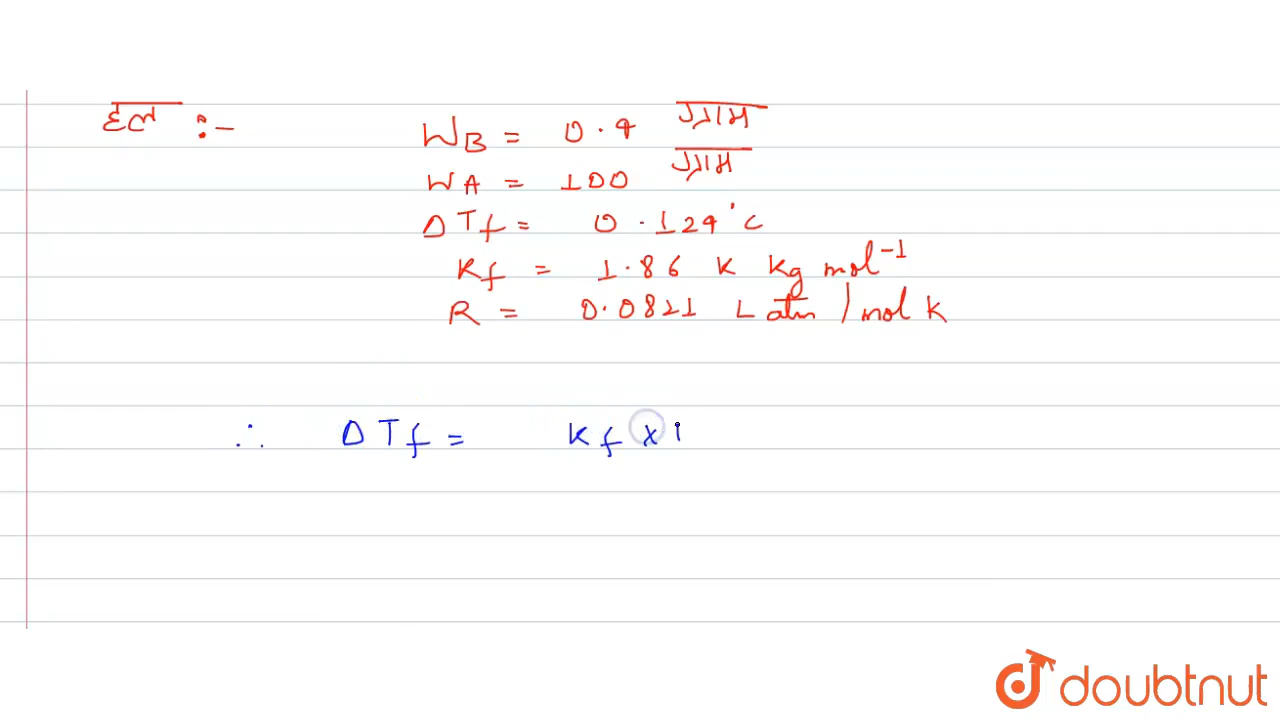 हल :-
W_B = 0.4 ग्राम
W_A = 100 ग्राम
ΔT_f = 0.124°C
K_f = 1.86 K Kg mol⁻¹
R = 0.0821 L atm / mol K
∴ ΔT_f = K_f × 1
doubtnut